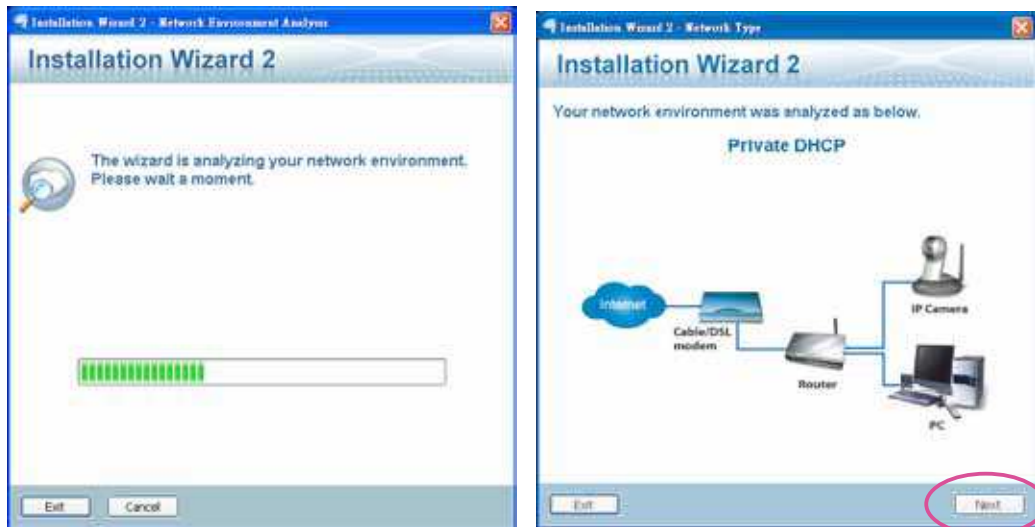 Installation Wizard 2 - Network Environment Analysis
Installation Wizard 2
The wizard is analyzing your network environment.
Please wait a moment.
Exit
Cancel
Installation Wizard 2 - Network Type
Installation Wizard 2
Your network environment was analyzed as below.
Private DHCP
Internet
Cable/DSL
modem
Router
IP Camera
PC
Exit
Next